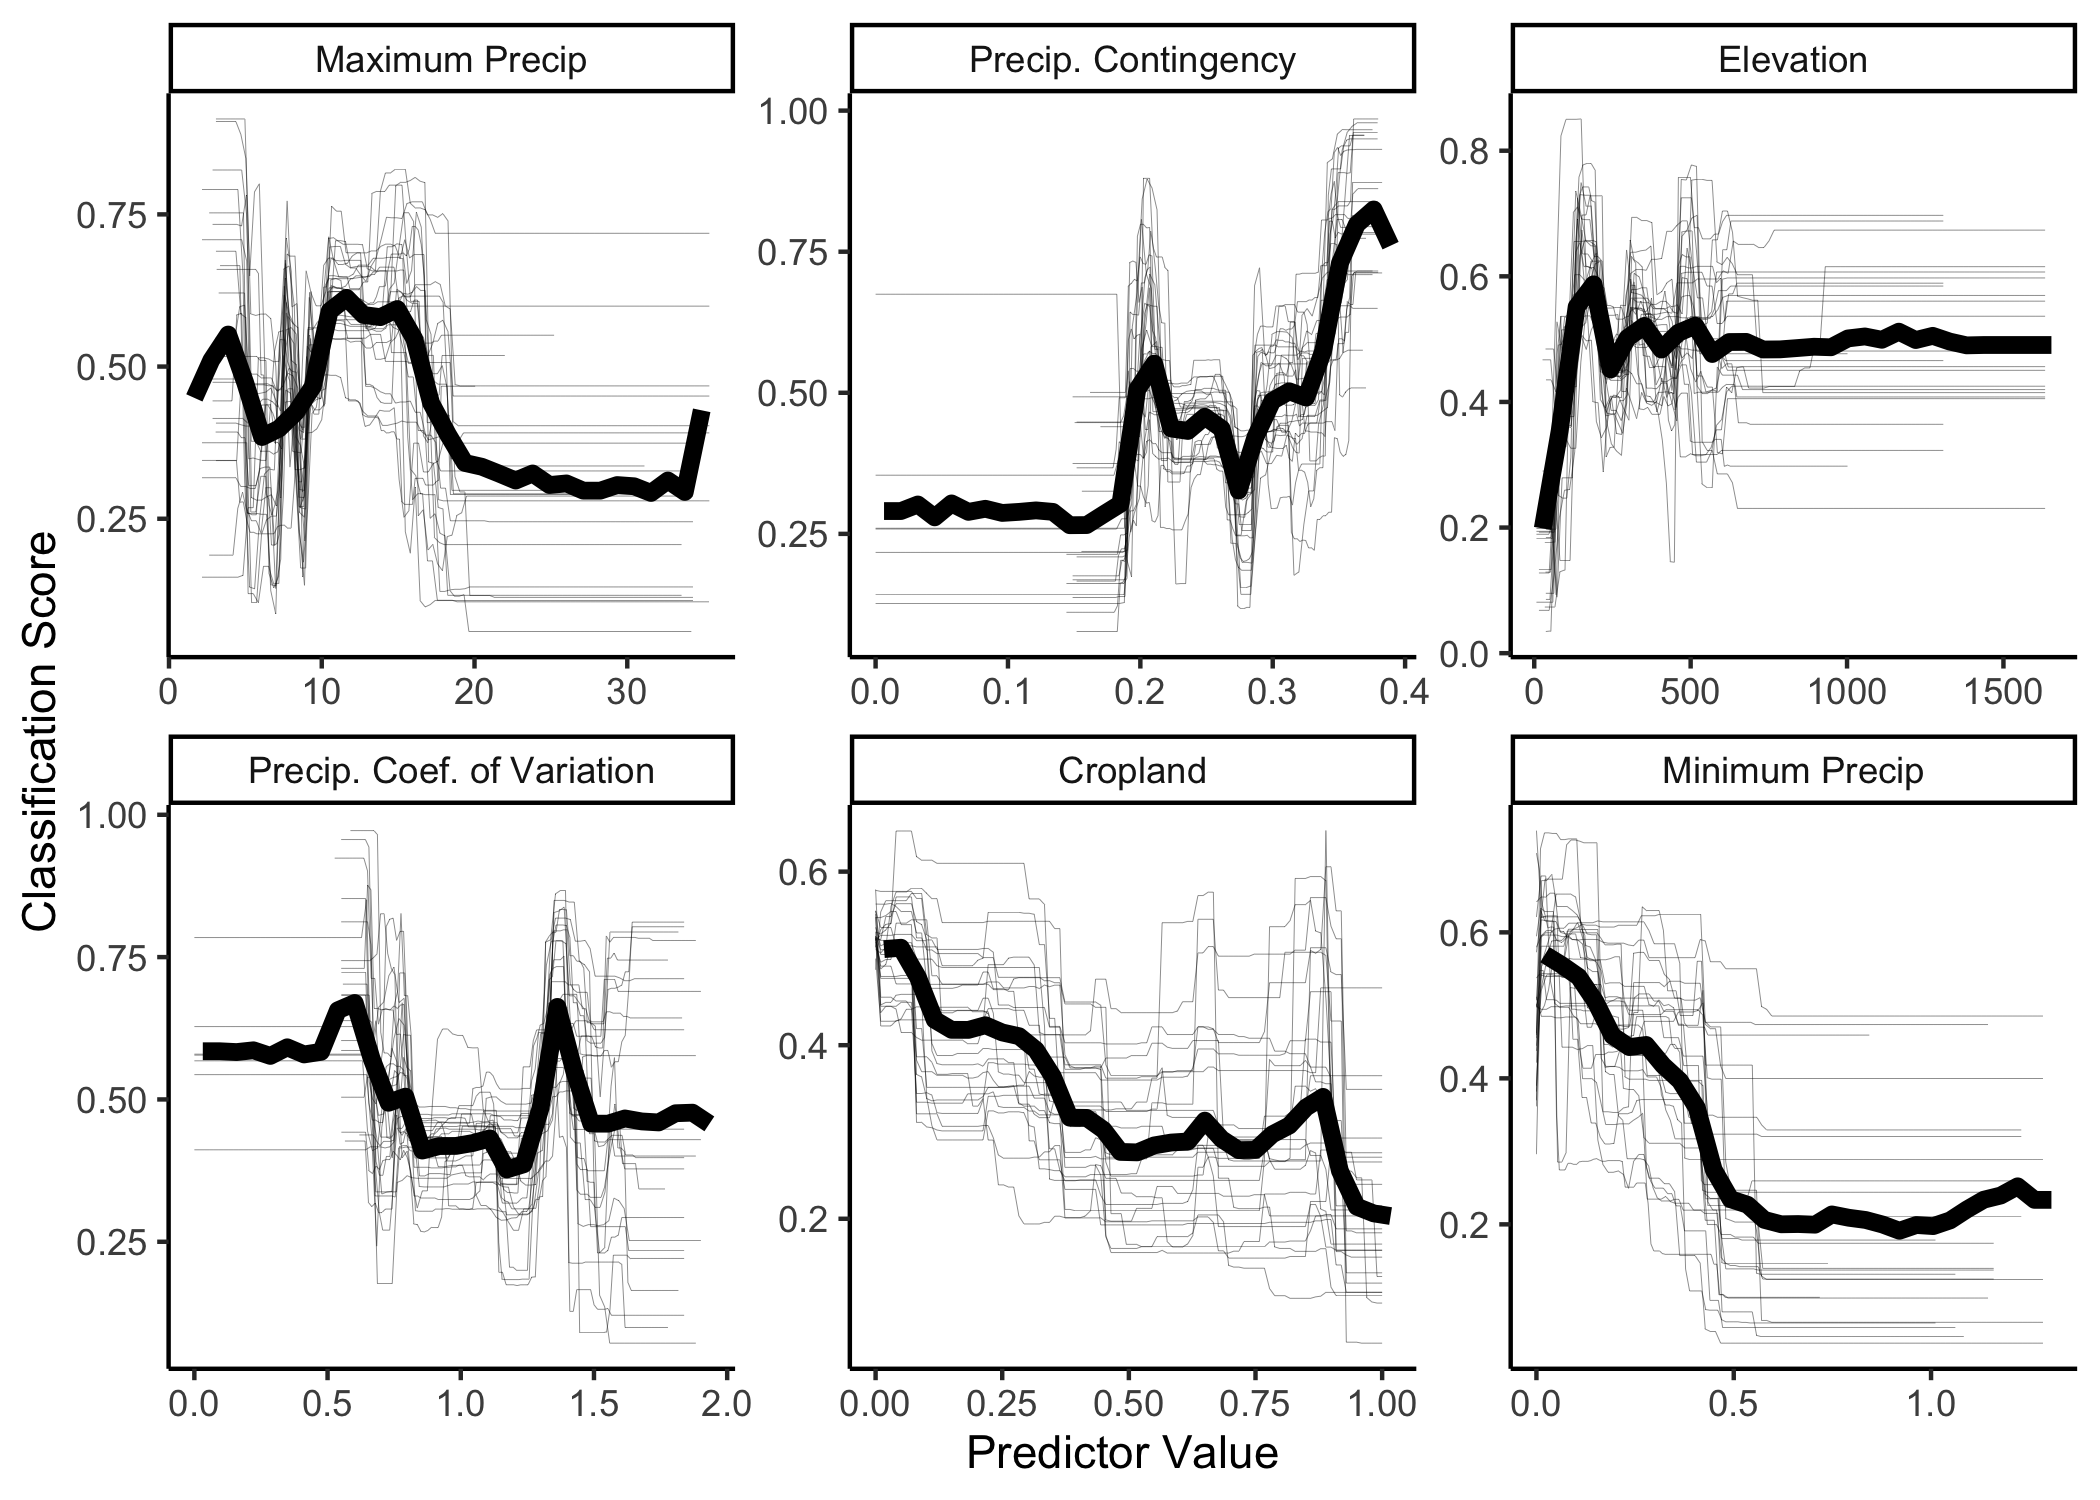 Maximum Precip
Precip. Contingency
Elevation
0.75
0.50
0.25
0 10 20 30
1.00
0.75
0.50
0.25
0.0 0.1 0.2 0.3 0.4
0.8
0.6
0.4
0.2
0.0
0 500 1000 1500
Classification Score
Precip. Coef. of Variation
Cropland
Minimum Precip
1.00
0.75
0.50
0.25
0.0 0.5 1.0 1.5 2.0
0.6
0.4
0.2
0.00 0.25 0.50 0.75 1.00
0.6
0.4
0.2
0.0 0.5 1.0
Predictor Value